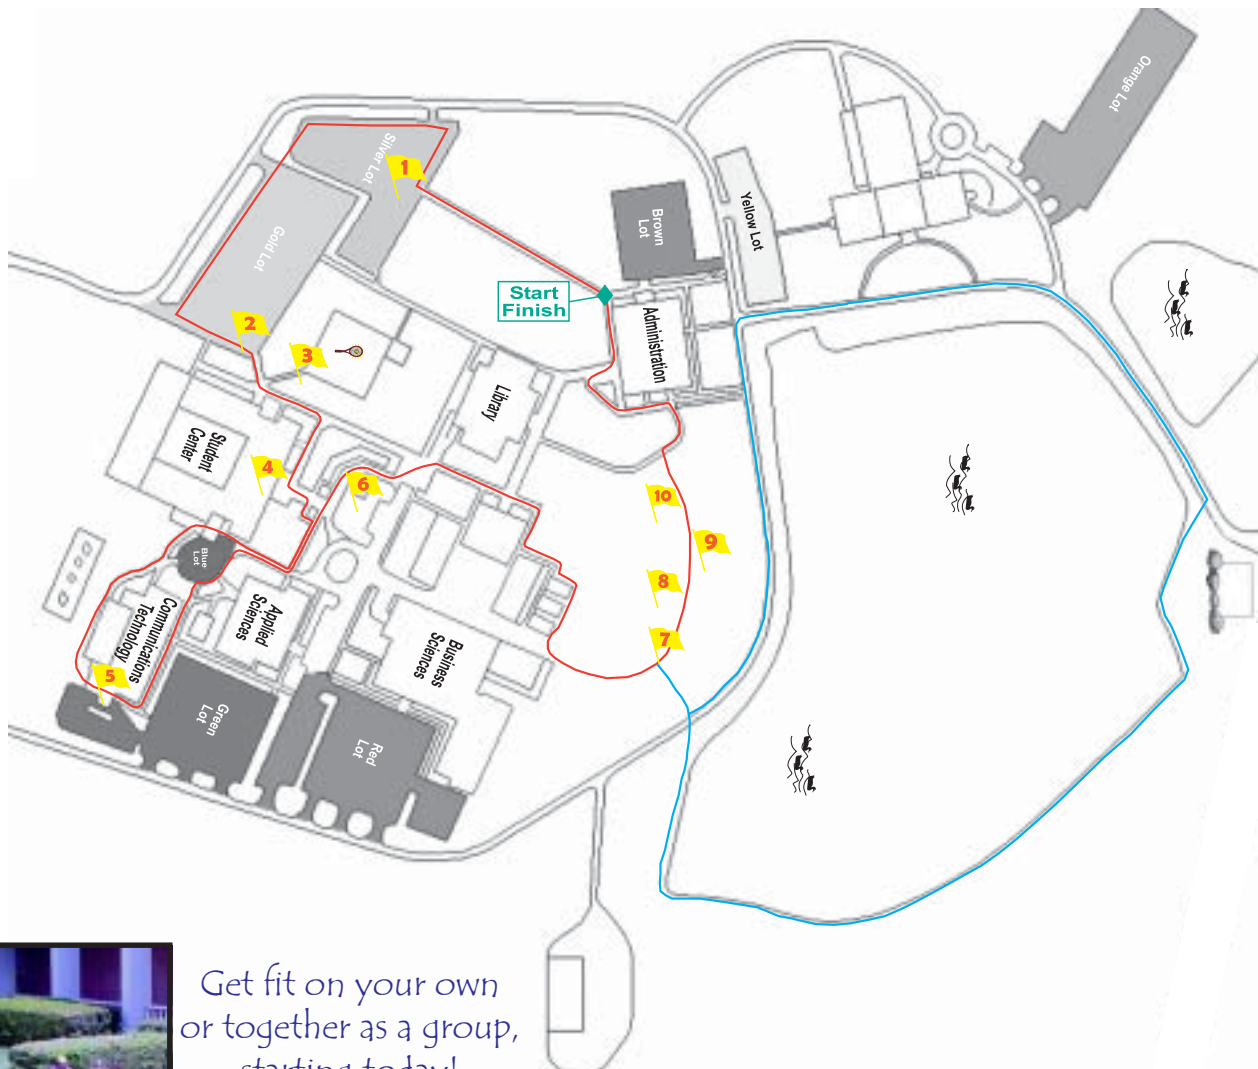 Orange Lot
Silver Lot
1
Yellow Lot
Brown
Lot
Gold Lot
Start
Finish
Administration
2
3
Library
Student
Center
4
6
10
9
Blue
Lot
8
Applied
Sciences
Communications
Technology
7
Business
Sciences
5
Green
Lot
Red
Lot
Get fit on your own
or together as a group,
starting today!